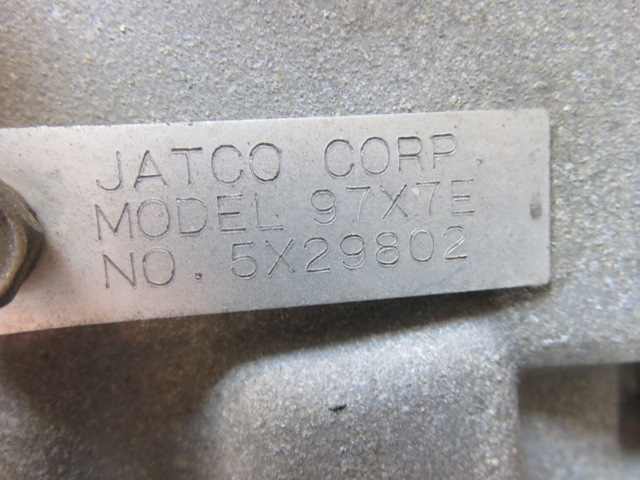 JATCO CORP.
MODEL 97X7E
NO. 5X29802